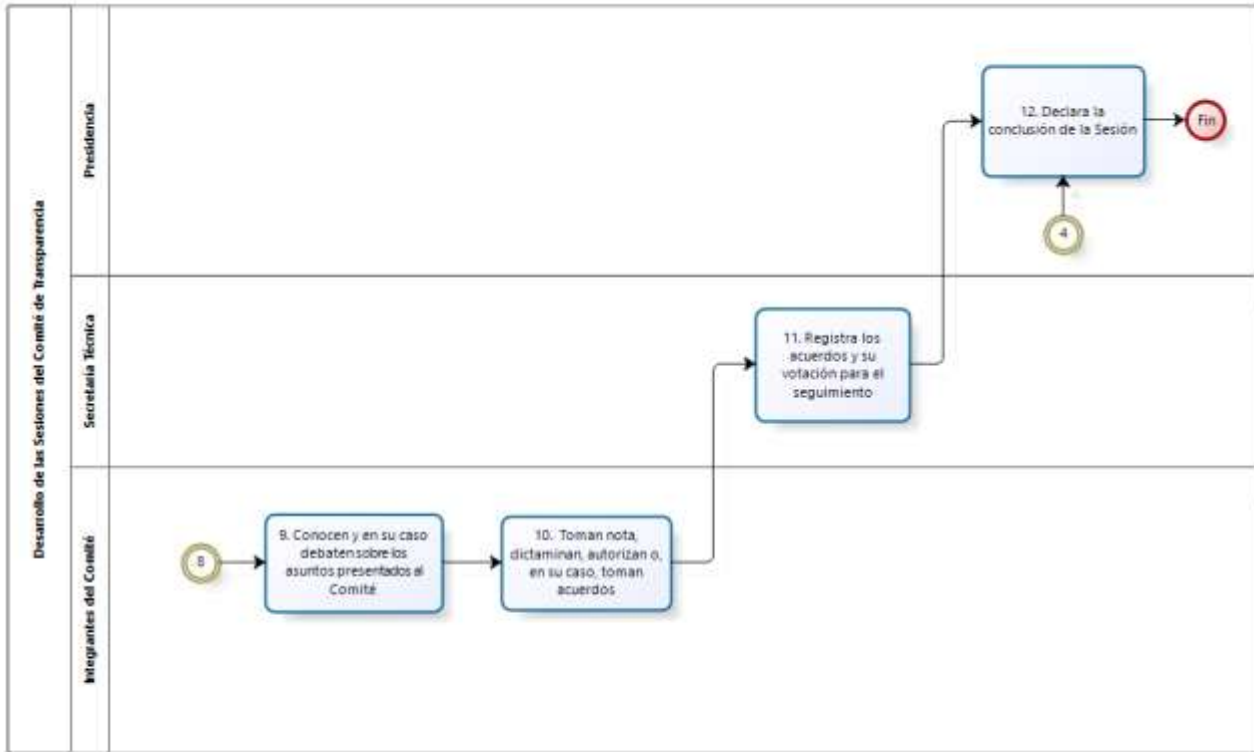 Desarrollo de las Sesiones del Comité de Transparencia
Presidencia
12. Declara la
conclusión de la Sesión
Fin
4
Secretaría Técnica
11. Registra los
acuerdos y su
votación para el
seguimiento
Integrantes del Comité
8
9. Conocen y en su caso
debaten sobre los
asuntos presentados al
Comité
10. Toman nota,
dictaminan, autorizan o,
en su caso, toman
acuerdos